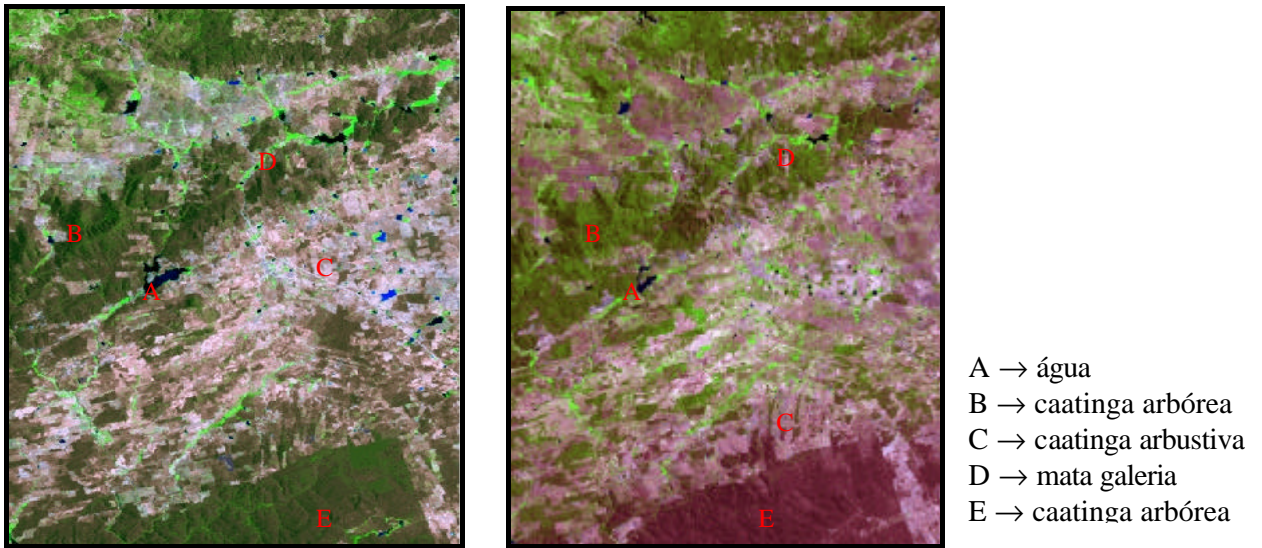 D
B
C
A
E
D
B
A
C
E
A → água
B → caatinga arbórea
C → caatinga arbustiva
D → mata galeria
E → caatinga arbórea